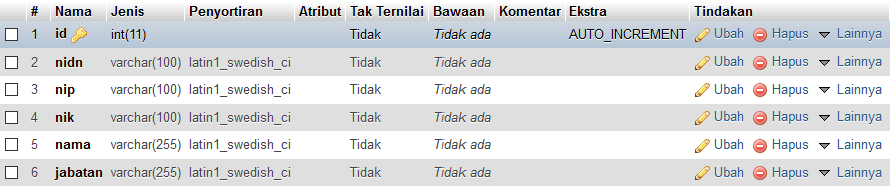 # Nama Jenis Penyortiran Atribut Tak Ternilai Bawaan Komentar Ekstra Tindakan
1 id int(11) Tidak Tidak ada AUTO_INCREMENT Ubah Hapus Lainnya
2 nidn varchar(100) latin1_swedish_ci Tidak Tidak ada Ubah Hapus Lainnya
3 nip varchar(100) latin1_swedish_ci Tidak Tidak ada Ubah Hapus Lainnya
4 nik varchar(100) latin1_swedish_ci Tidak Tidak ada Ubah Hapus Lainnya
5 nama varchar(255) latin1_swedish_ci Tidak Tidak ada Ubah Hapus Lainnya
6 jabatan varchar(255) latin1_swedish_ci Tidak Tidak ada Ubah Hapus Lainnya